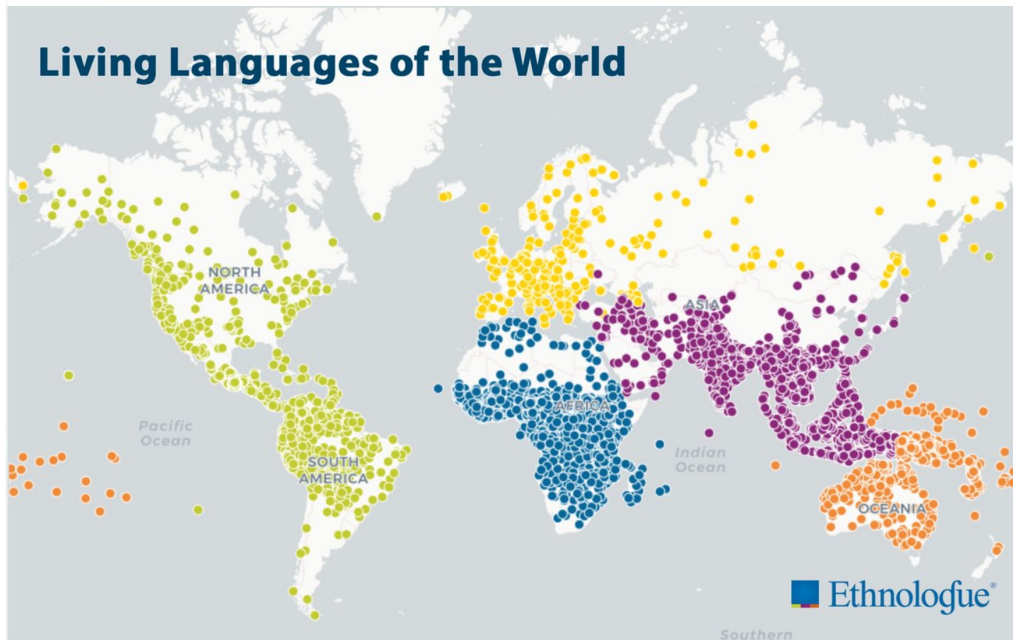 Living Languages of the World
NORTH
AMERICA
ASIA
Pacific
Ocean
AFRICA
SOUTH
AMERICA
Indian
Ocean
OCEANIA
Ethnologue®
Southern